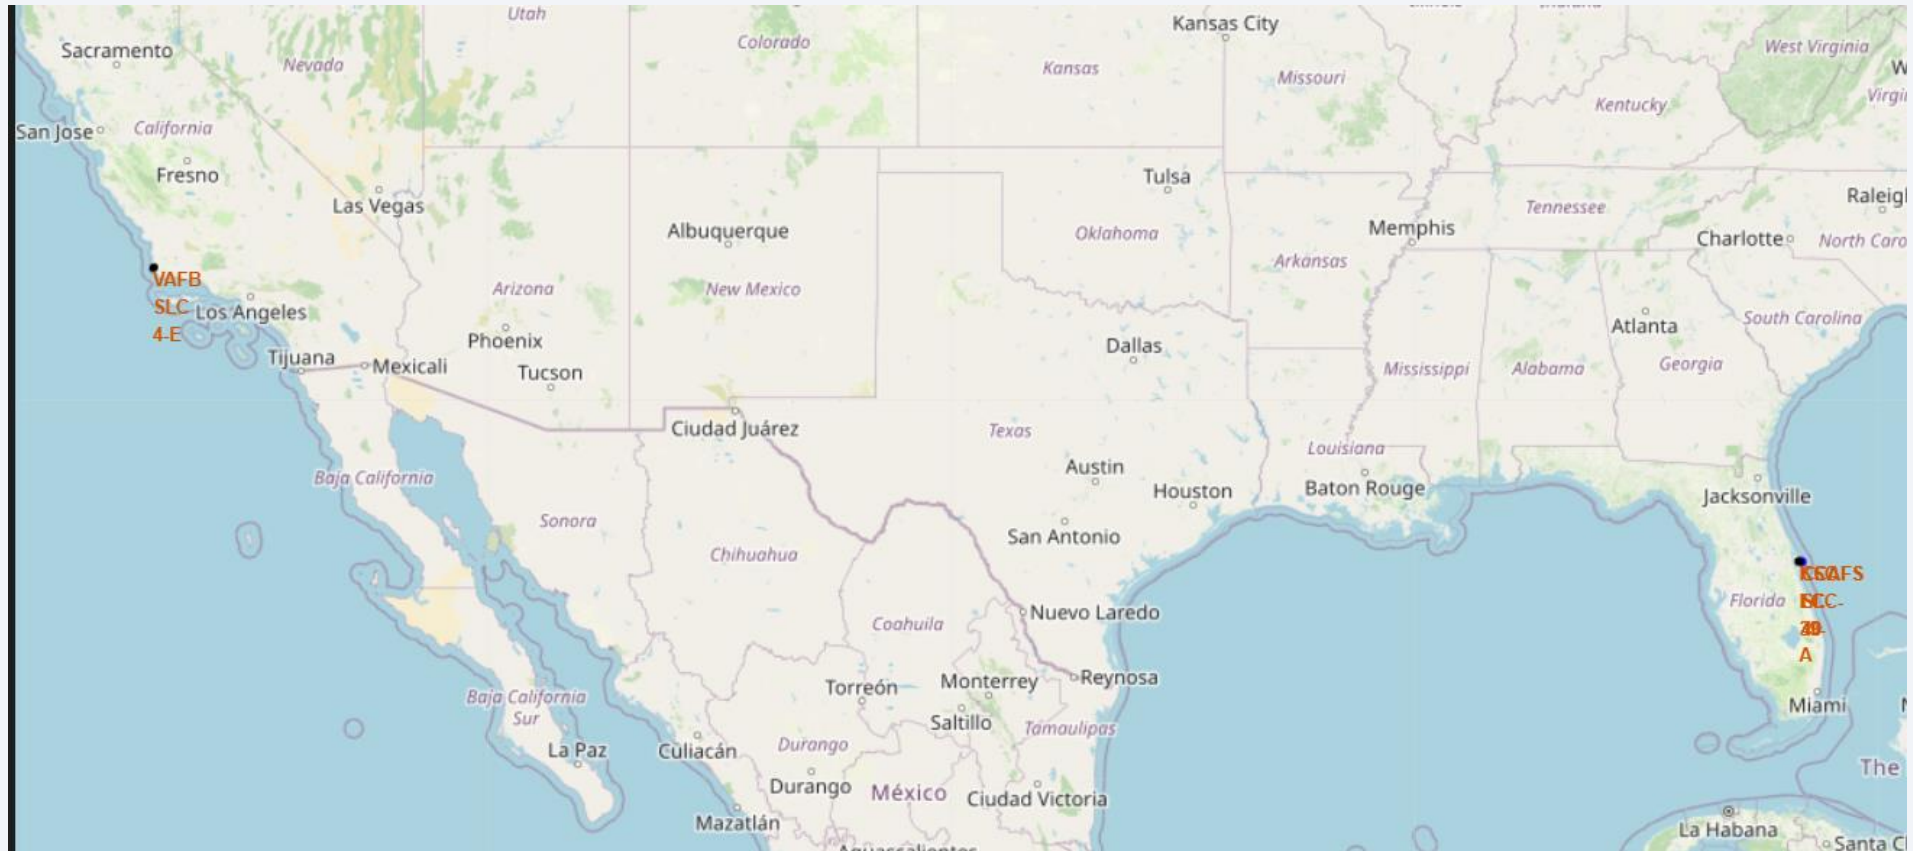 Utah
Kansas City
Sacramento
Nevada
Colorado
Kansas
Missouri
West Virginia
Kentucky
San Jose
California
Fresno
Las Vegas
Tulsa
Albuquerque
Oklahoma
Memphis
Tennessee
Charlotte
Arkansas
VAFB
SLC
4-E
Los Angeles
Arizona
New Mexico
Atlanta
South Carolina
Phoenix
Dallas
Tijuana
Mexicali
Tucson
Mississippi
Alabama
Georgia
Ciudad Juárez
Texas
Louisiana
Austin
Baja California
Houston
Baton Rouge
Jacksonville
Sonora
San Antonio
Chihuahua
Florida
Nuevo Laredo
Coahuila
A
Reynosa
Torreón
Monterrey
Baja California
Sur
Saltillo
Tamaulipas
Miami
La Paz
Culiacán
Durango
The
Durango
México
Ciudad Victoria
Mazatlán
La Habana